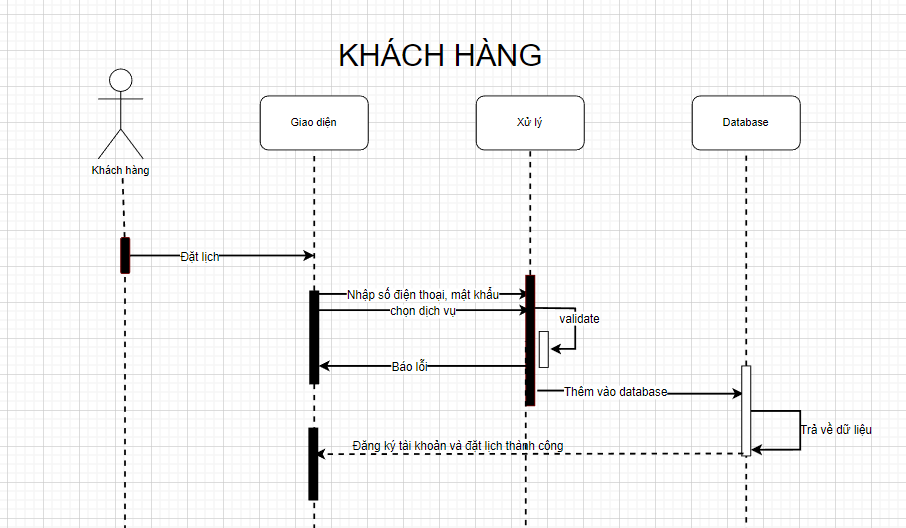 KHÁCH HÀNG
Giao diện
Xử lý
Database
Khách hàng
Đặt lịch
Nhập số điện thoại, mật khẩu
chọn dịch vụ
validate
Báo lỗi
Thêm vào database
Trả về dữ liệu
Đăng ký tài khoản và đặt lịch thành công